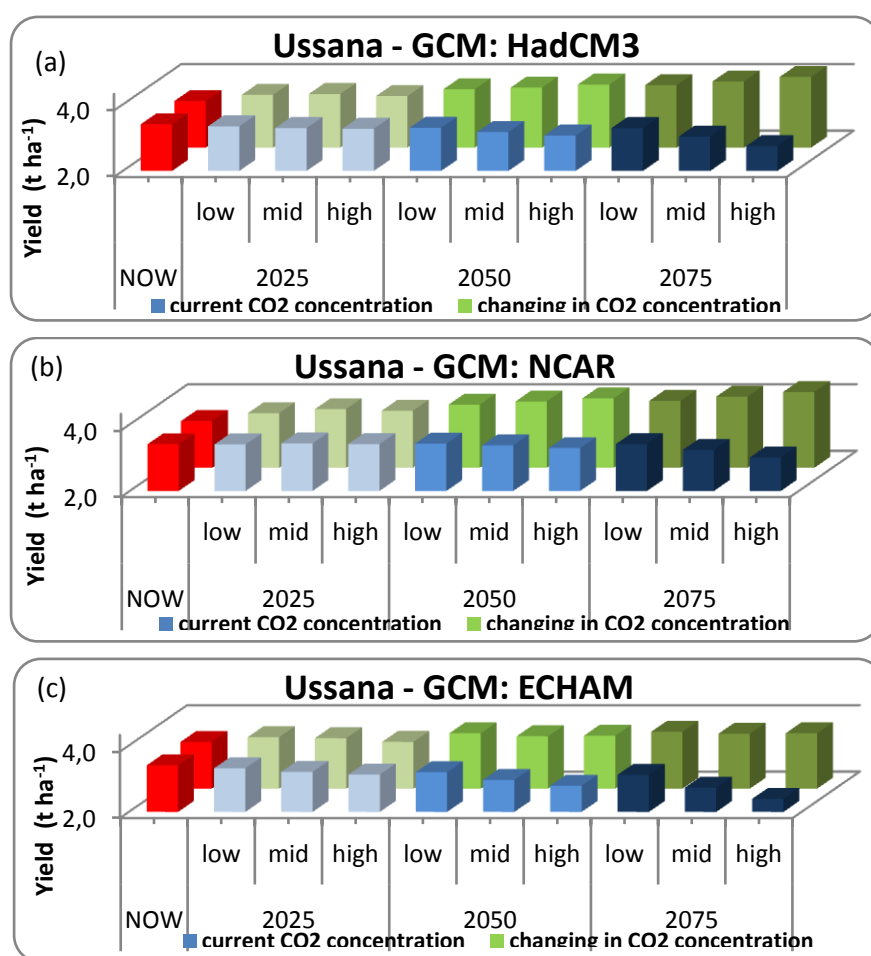 Ussana - GCM: HadCM3
(a)
4,0
2,0
Yield (t ha-1)
low mid high low mid high low mid high
NOW 2025 2050 2075
current CO2 concentration changing in CO2 concentration
Ussana - GCM: NCAR
(b)
4,0
2,0
Yield (t ha-1)
low mid high low mid high low mid high
NOW 2025 2050 2075
current CO2 concentration changing in CO2 concentration
Ussana - GCM: ECHAM
(c)
4,0
2,0
Yield (t ha-1)
low mid high low mid high low mid high
NOW 2025 2050 2075
current CO2 concentration changing in CO2 concentration